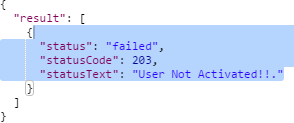 {
"result": [
{
"status": "failed",
"statusCode": 203,
"statusText": "User Not Activated!!."
}
]
}